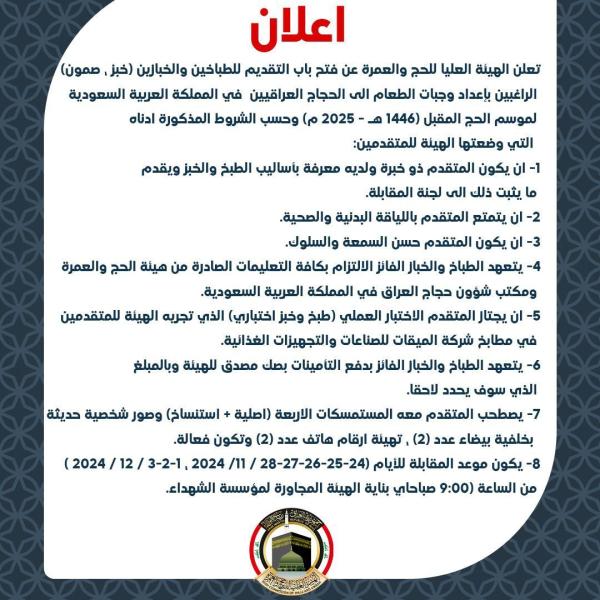 اعلان
تعلن الهيئة العليا للحج والعمرة عن فتح باب التقديم للطباخين والخبازين (خبز ، صمون)
الراغبين بإعداد وجبات الطعام الى الحجاج العراقيين في المملكة العربية السعودية
لموسم الحج المقبل (1446 هـ - 2025 م) وحسب الشروط المذكورة ادناه
التي وضعتها الهيئة للمتقدمين:
1- ان يكون المتقدم ذو خبرة ولديه معرفة بأساليب الطبخ والخبز ويقدم
ما يثبت ذلك الى لجنة المقابلة.
2- ان يتمتع المتقدم باللياقة البدنية والصحية.
3- ان يكون المتقدم حسن السمعة والسلوك.
4- يتعهد الطباخ والخباز الفائز الالتزام بكافة التعليمات الصادرة من هيئة الحج والعمرة
ومكتب شؤون حجاج العراق في المملكة العربية السعودية.
5- ان يجتاز المتقدم الاختبار العملي (طبخ وخبز اختباري) الذي تجريه الهيئة للمتقدمين
في مطابخ شركة الميقات للصناعات والتجهيزات الغذائية.
6- يتعهد الطباخ والخباز الفائز بدفع التأمينات بصك مصدق للهيئة وبالمبلغ
الذي سوف يحدد لاحقا.
7- يصطحب المتقدم معه المستمسكات الاربعة (اصلية + استنساخ) وصور شخصية حديثة
بخلفية بيضاء عدد (2) ، تهيئة ارقام هاتف عدد (2) وتكون فعالة.
8- يكون موعد المقابلة للأيام (24-25-26-27-28 /11/ 2024 ، 1-2-3 / 12 / 2024 )
من الساعة (9:00 صباحاي بناية الهيئة المجاورة لمؤسسة الشهداء.